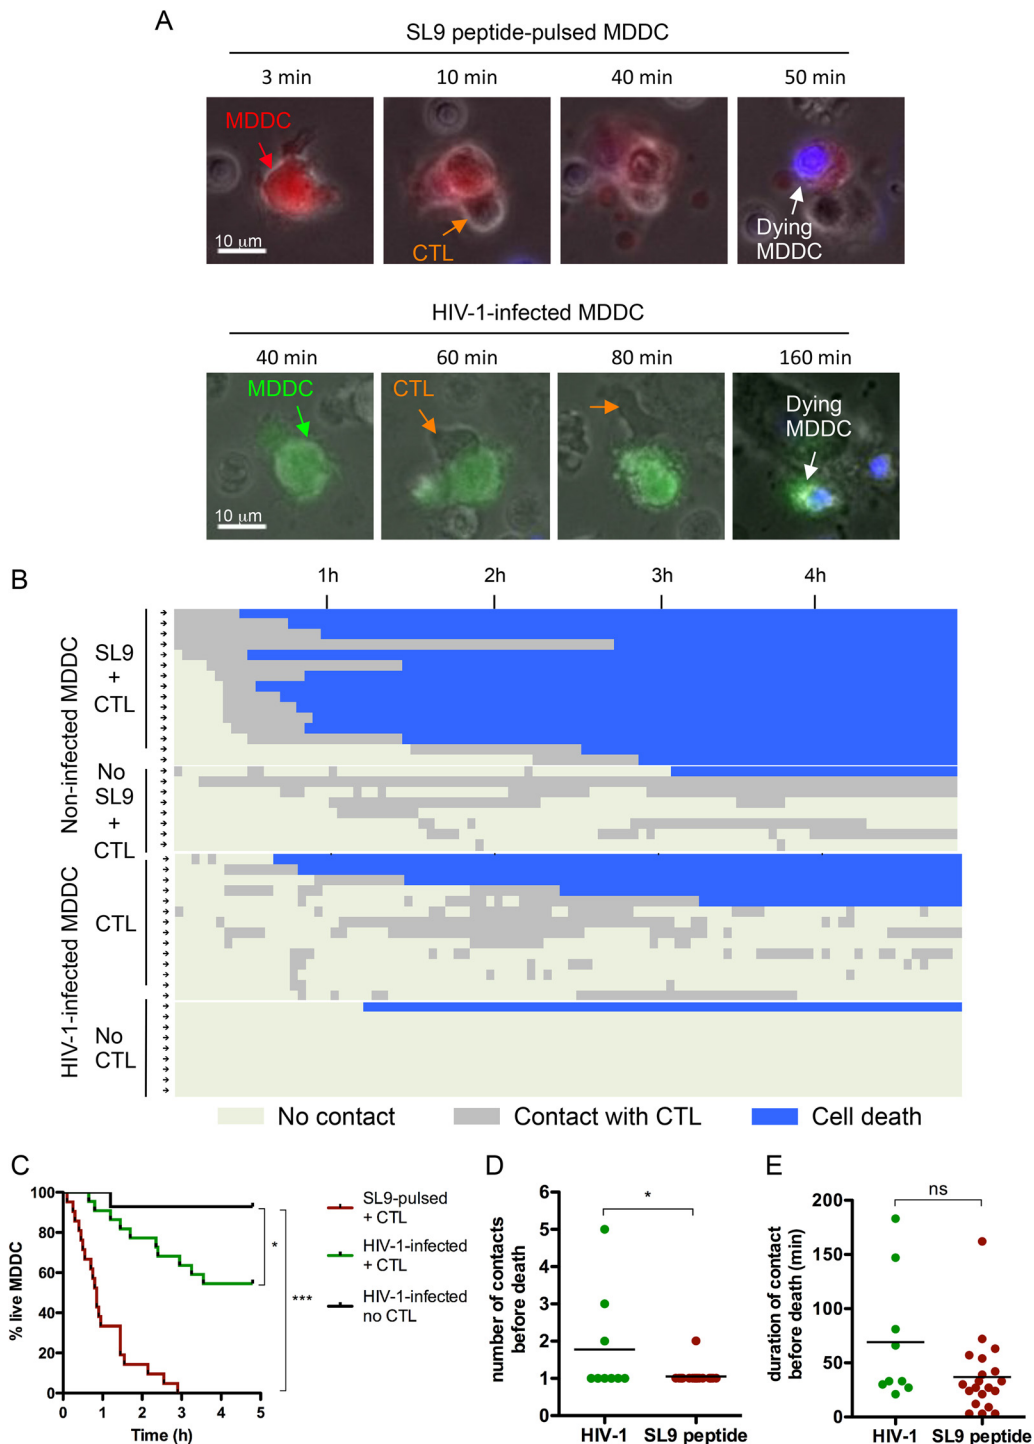 A
SL9 peptide-pulsed MDDC
3 min 10 min 40 min 50 min
MDDC
CTL
Dying
MDDC
10 μm
HIV-1-infected MDDC
40 min 60 min 80 min 160 min
MDDC
CTL
Dying
MDDC
10 μm
B
1h 2h 3h 4h
Non-infected MDDC
SL9
+
CTL
No
SL9
+
CTL
HIV-1-infected MDDC
CTL
No
CTL
No contact Contact with CTL Cell death
C
% live MDDC
100
80
60
40
20
0
0 1 2 3 4 5
Time (h)
*
***
SL9-pulsed
+ CTL
HIV-1-infected
+ CTL
HIV-1-infected
no CTL
D
number of contacts
before death
6
5
4
3
2
1
0
*
HIV-1 SL9 peptide
E
duration of contact
before death (min)
200
150
100
50
0
ns
HIV-1 SL9 peptide